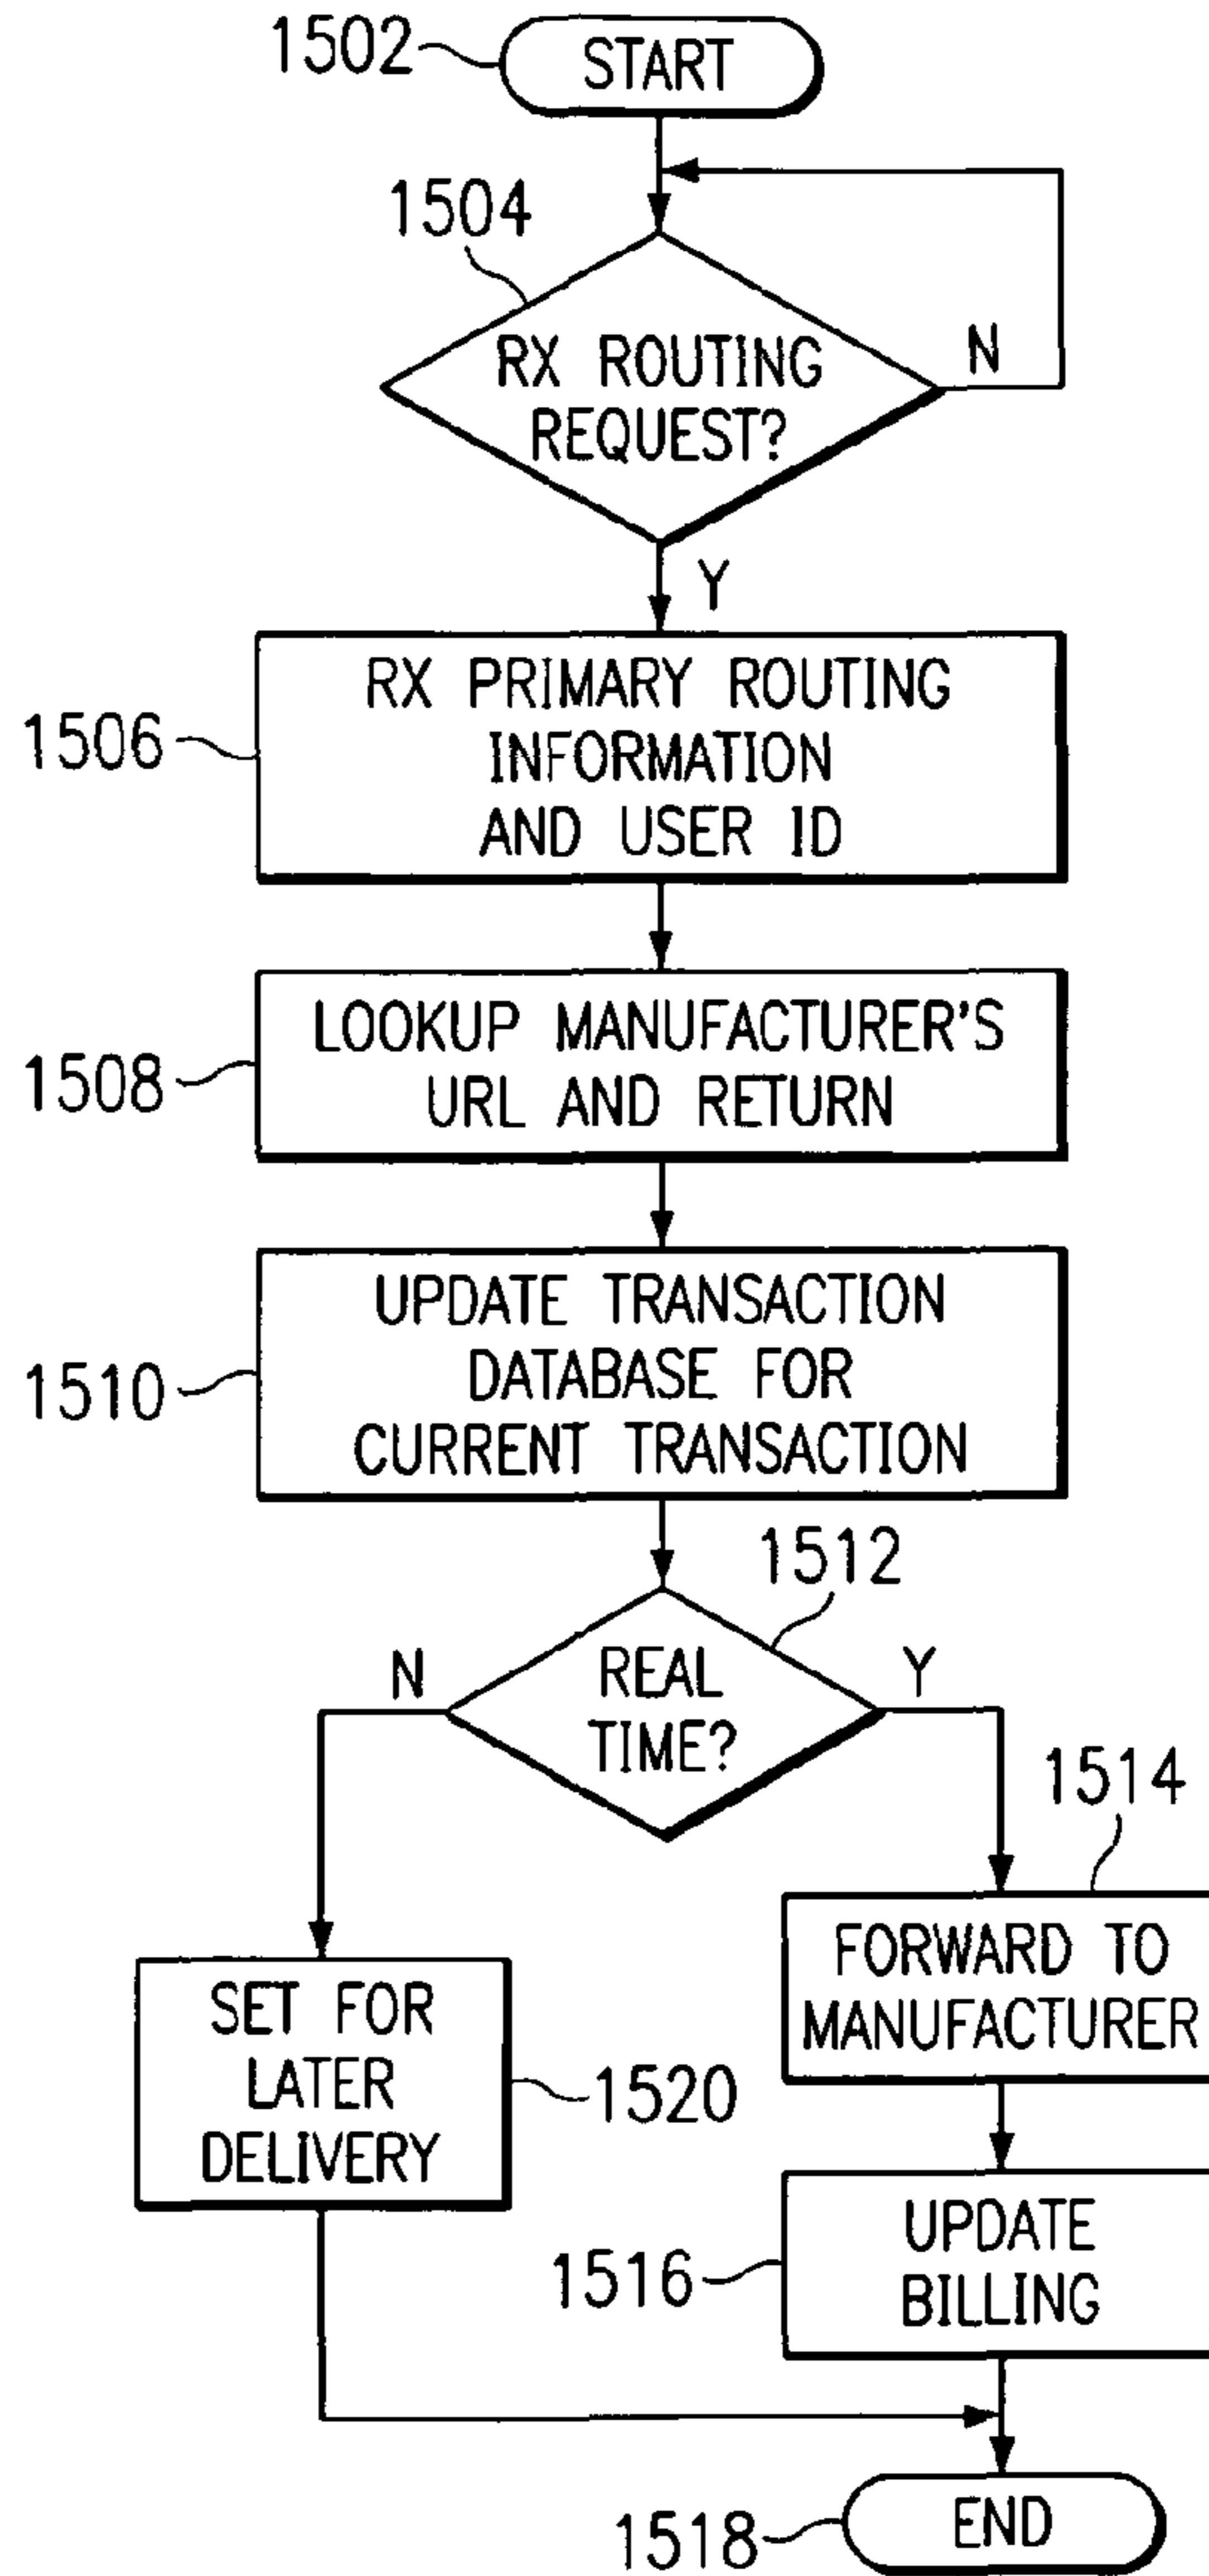 1502
START
1504
RX ROUTING
REQUEST?
N
Y
1506
RX PRIMARY ROUTING
INFORMATION
AND USER ID
1508
LOOKUP MANUFACTURER'S
URL AND RETURN
1510
UPDATE TRANSACTION
DATABASE FOR
CURRENT TRANSACTION
1512
REAL
TIME?
N
Y
1514
FORWARD TO
MANUFACTURER
SET FOR
LATER
DELIVERY
1520
1516
UPDATE
BILLING
1518
END